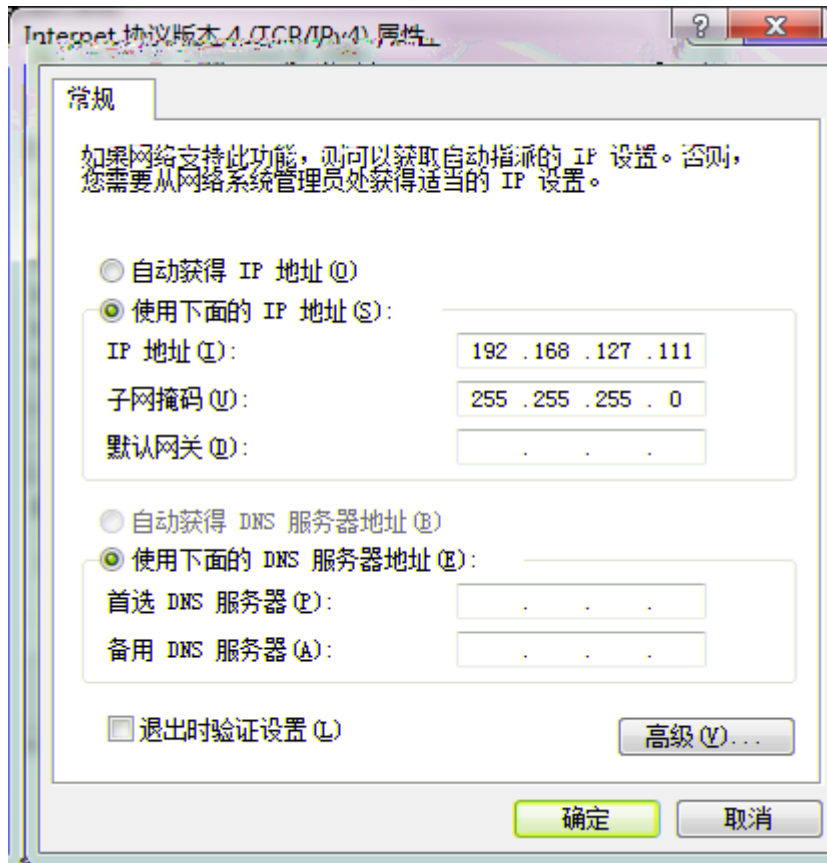 Internet 协议版本 4 (TCP/IPv4) 属性
常规
如果网络支持此功能，则可以获取自动指派的 IP 设置。否则，
您需要从网络系统管理员处获得适当的 IP 设置。
自动获得 IP 地址(O)
使用下面的 IP 地址(S):
IP 地址(I): 192 .168 .127 .111
子网掩码(U): 255 .255 .255 . 0
默认网关(D): . . .
自动获得 DNS 服务器地址(B)
使用下面的 DNS 服务器地址(E):
首选 DNS 服务器(P): . . .
备用 DNS 服务器(A): . . .
退出时验证设置(L)
高级(V)...
确定 取消